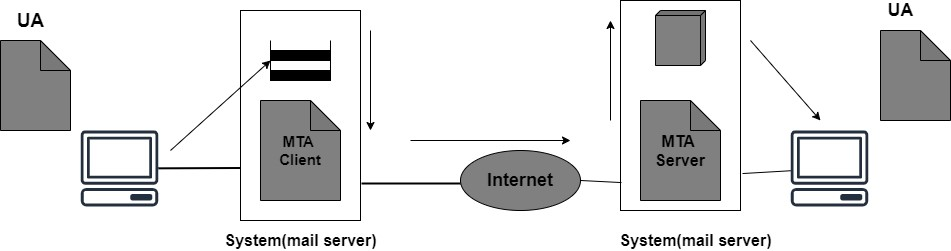 UA
UA
MTA
Client
MTA
Server
Internet
System(mail server)
System(mail server)